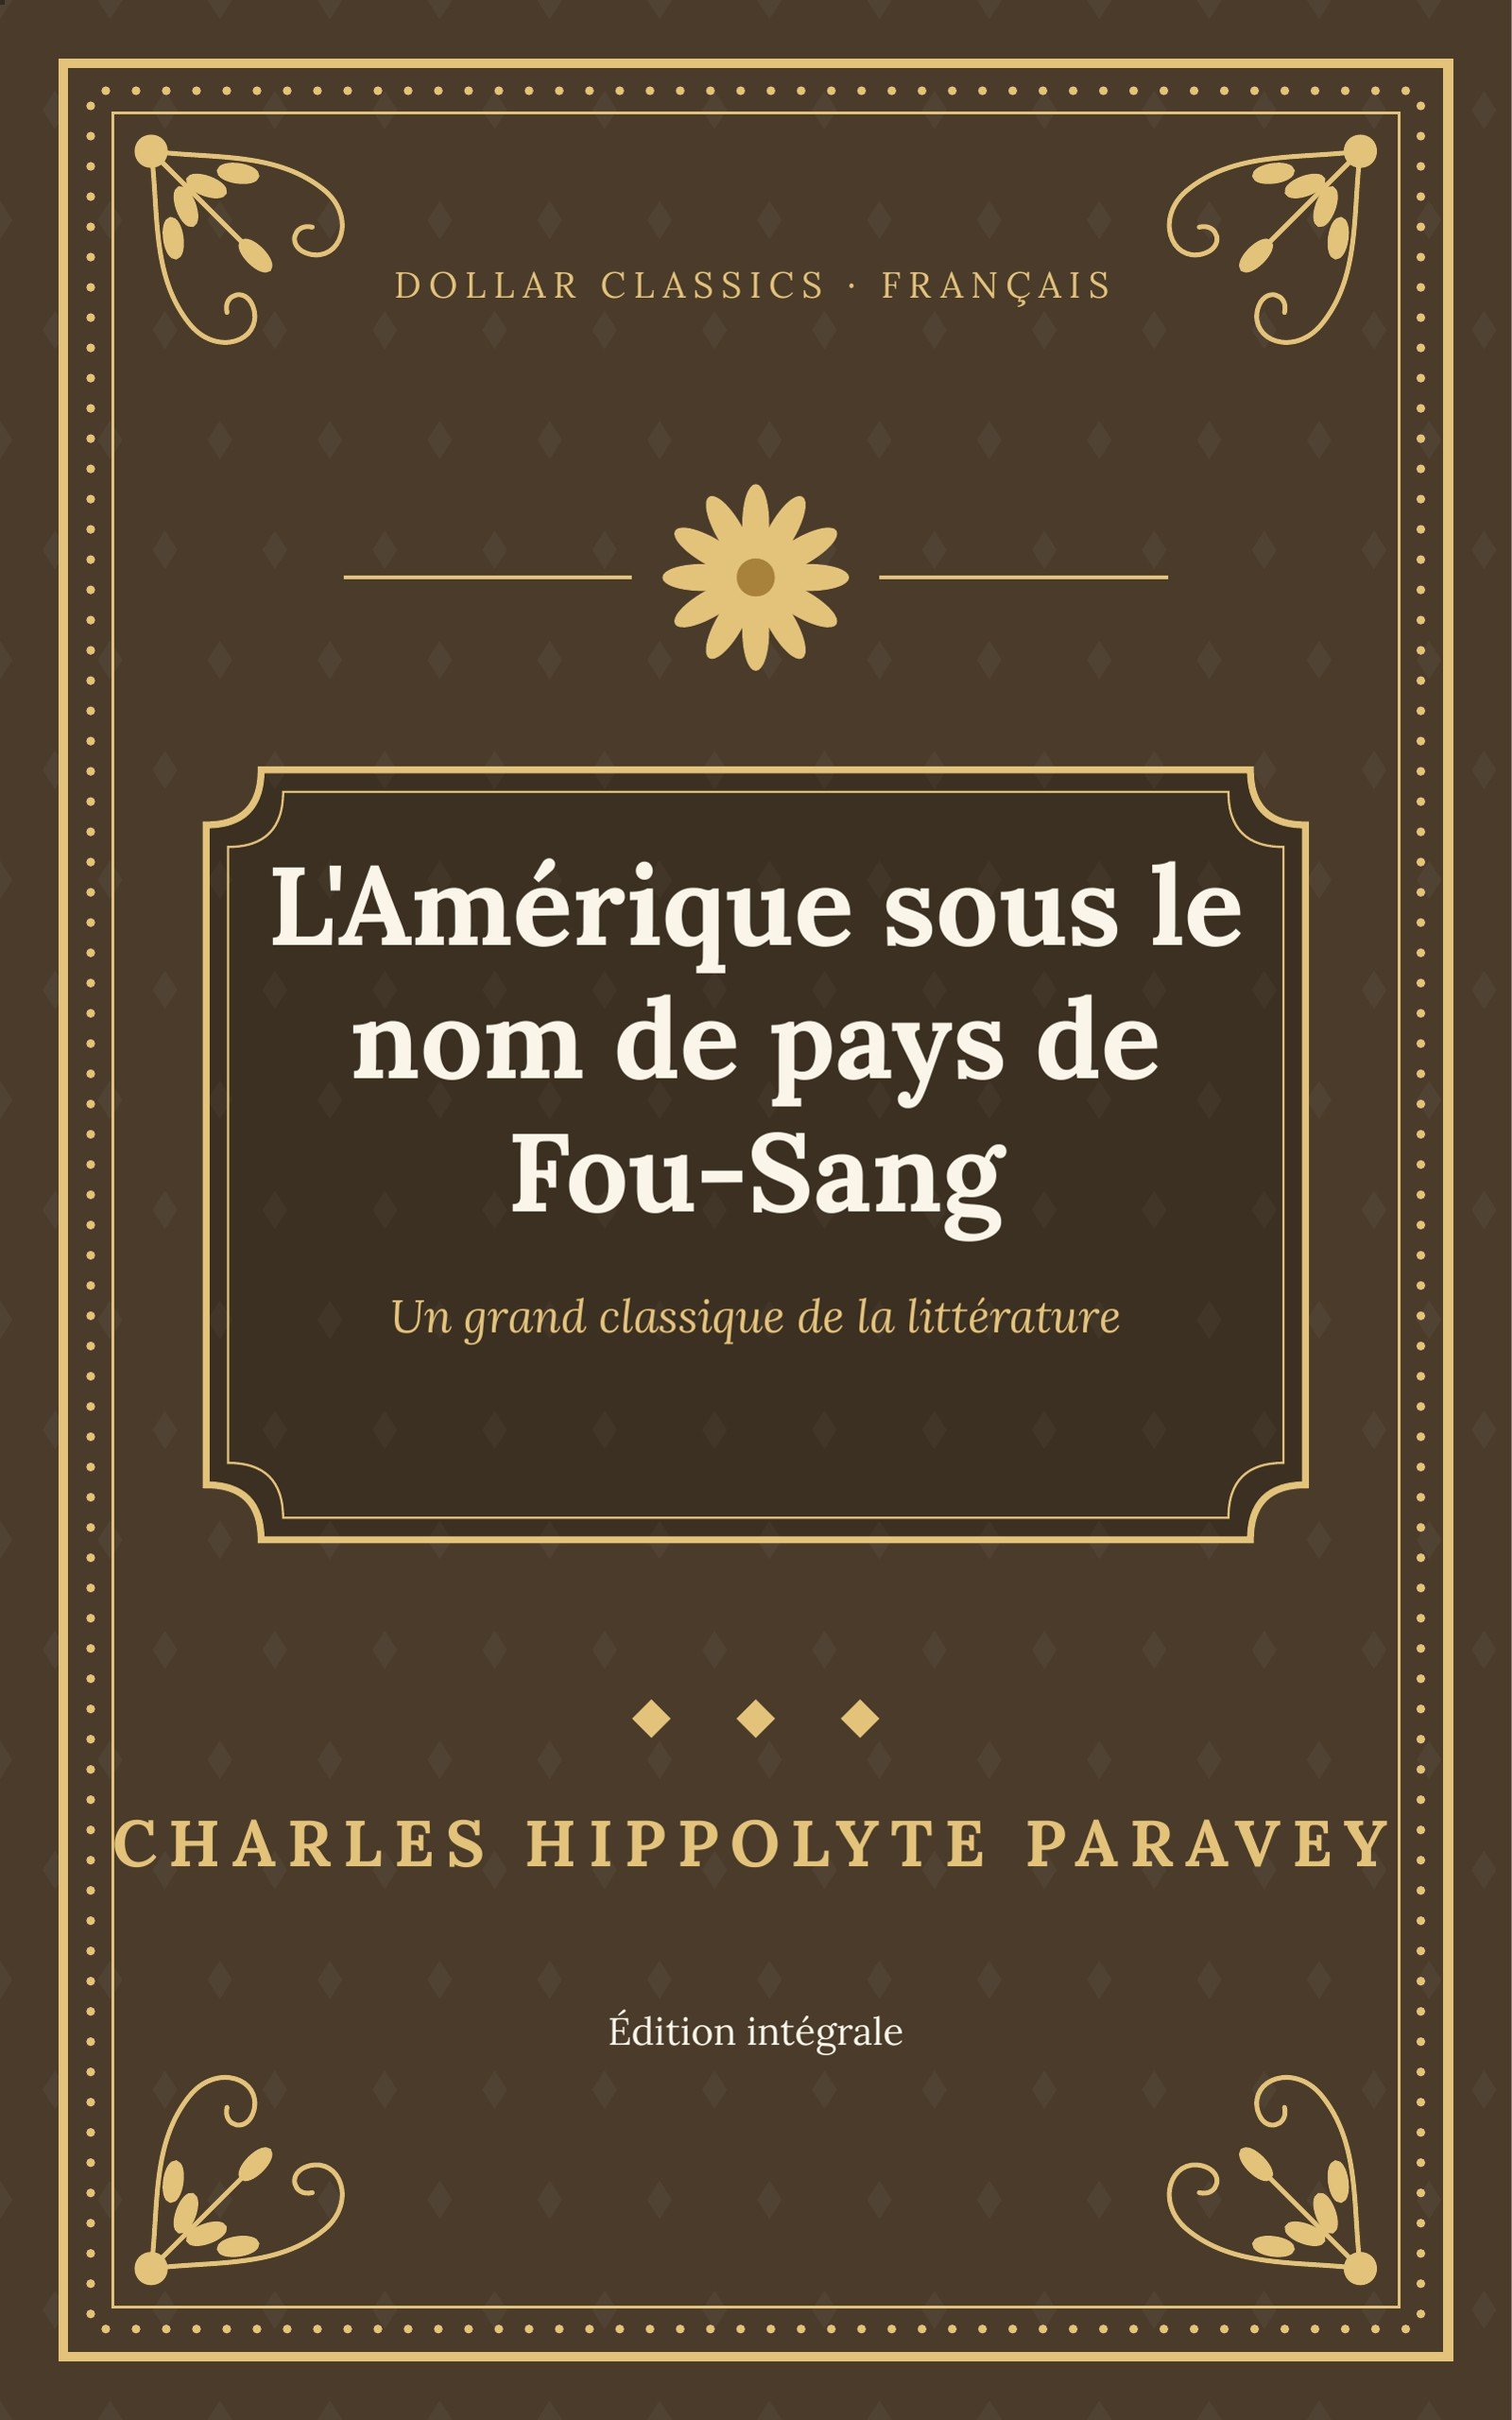 DOLLAR CLASSICS · FRANÇAIS
L'Amérique sous le
nom de pays de
Fou-Sang
Un grand classique de la littérature
CHARLES HIPPOLYTE PARAVEY
Édition intégrale